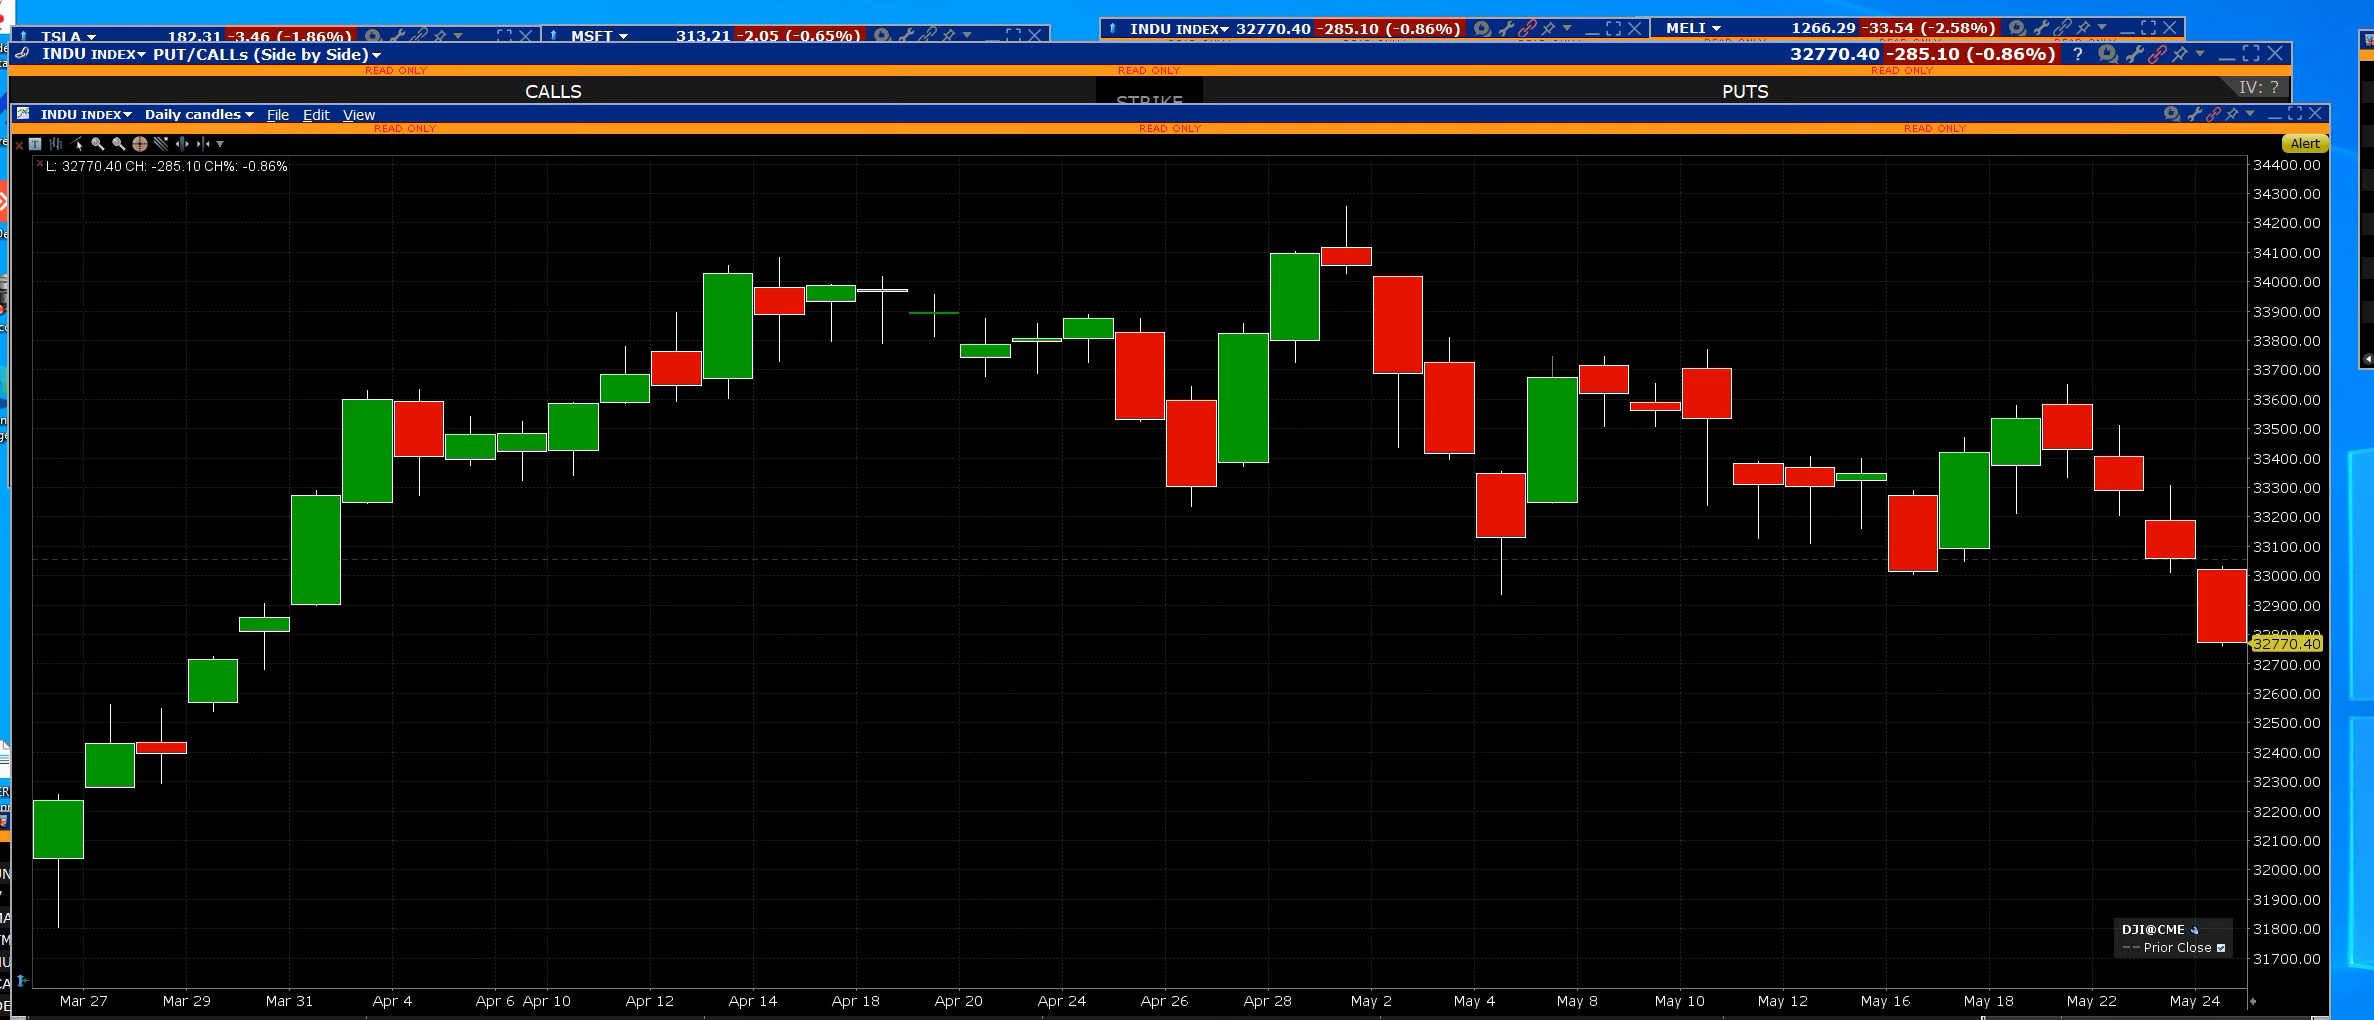 TSLA 182.31 -3.46 (-1.86%)
MSFT 313.21 -2.05 (-0.65%)
INDU INDEX 32770.40 -285.10 (-0.86%)
MELI 1266.29 -33.54 (-2.58%)
INDU INDEX PUT/CALLs (Side by Side) 32770.40 -285.10 (-0.86%) ?
READ ONLY READ ONLY READ ONLY
CALLS STRIKE PUTS IV: ?
INDU INDEX Daily candles File Edit View
READ ONLY READ ONLY READ ONLY
Alert
L: 32770.40 CH: -285.10 CH%: -0.86%
34400.00
34300.00
34200.00
34100.00
34000.00
33900.00
33800.00
33700.00
33600.00
33500.00
33400.00
33300.00
33200.00
33100.00
33000.00
32900.00
32800.00
32770.40
32700.00
32600.00
32500.00
32400.00
32300.00
32200.00
32100.00
32000.00
31900.00
31800.00
31700.00
DJI@CME
Prior Close
Mar 27 Mar 29 Mar 31 Apr 4 Apr 6 Apr 10 Apr 12 Apr 14 Apr 18 Apr 20 Apr 24 Apr 26 Apr 28 May 2 May 4 May 8 May 10 May 12 May 16 May 18 May 22 May 24